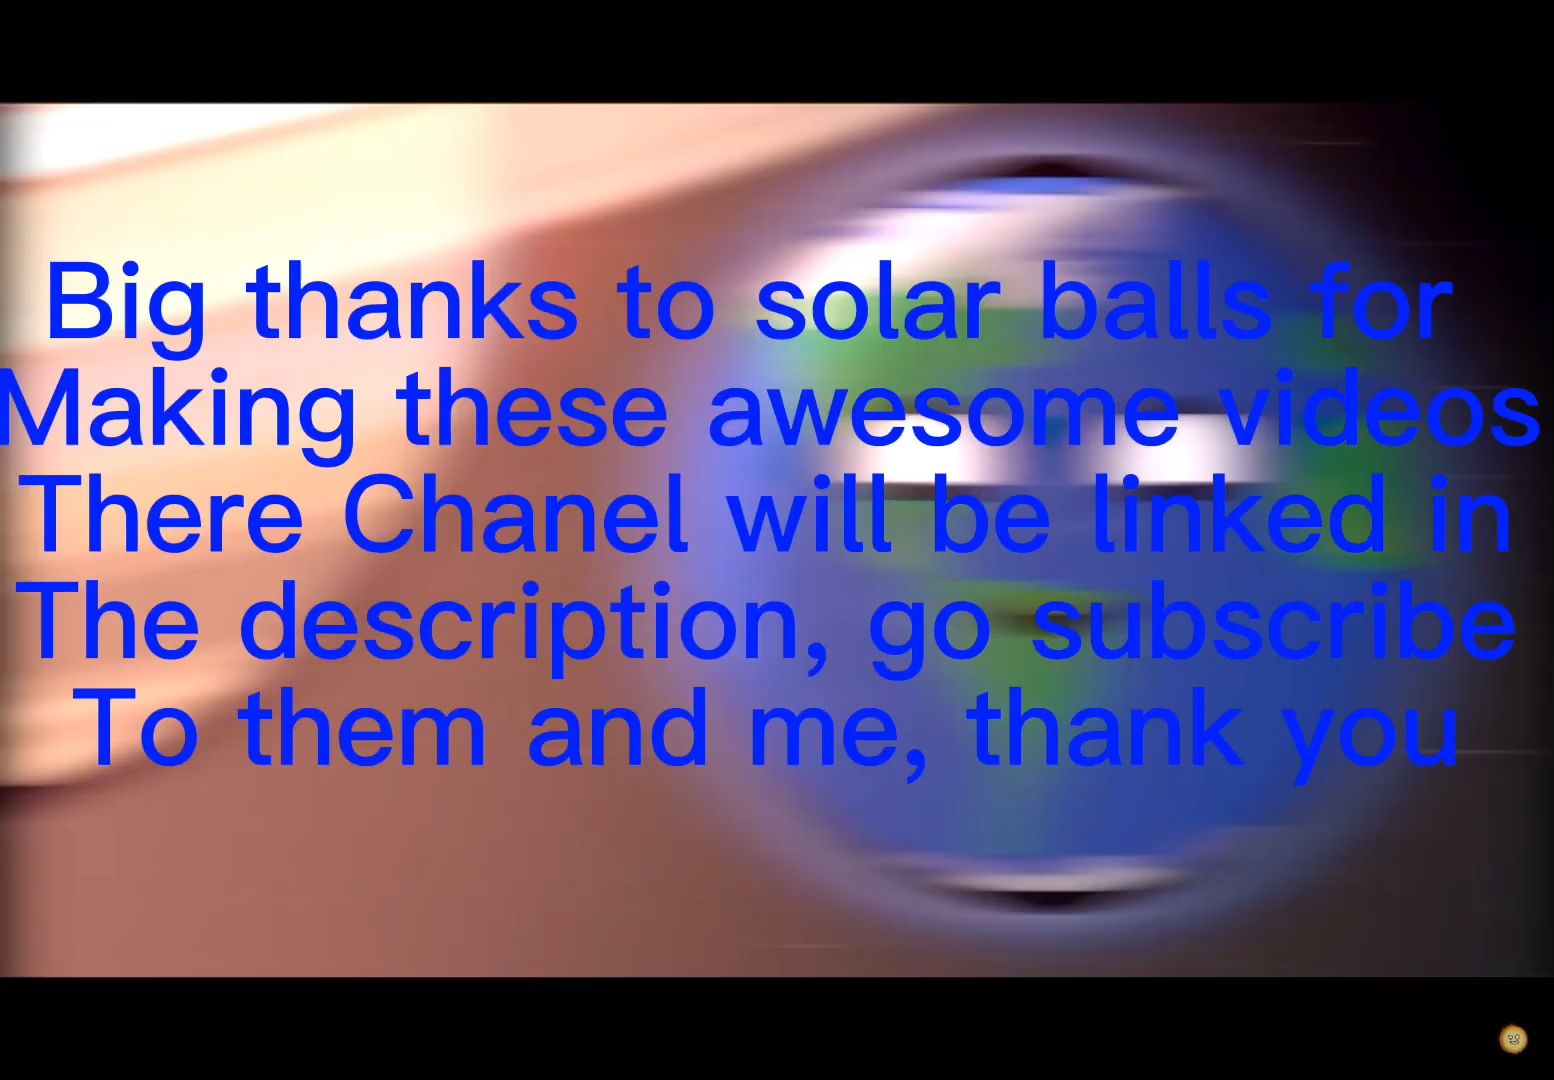 Big thanks to solar balls for
Making these awesome videos
There Chanel will be linked in
The description, go subscribe
To them and me, thank you